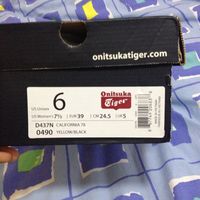 onitsukatiger.com
US Unisex 6
Onitsuka
Tiger
US Women's 7½ EUR 39 CM 24.5 UK 5
D437N CALIFORNIA 78
0490 YELLOW/BLACK